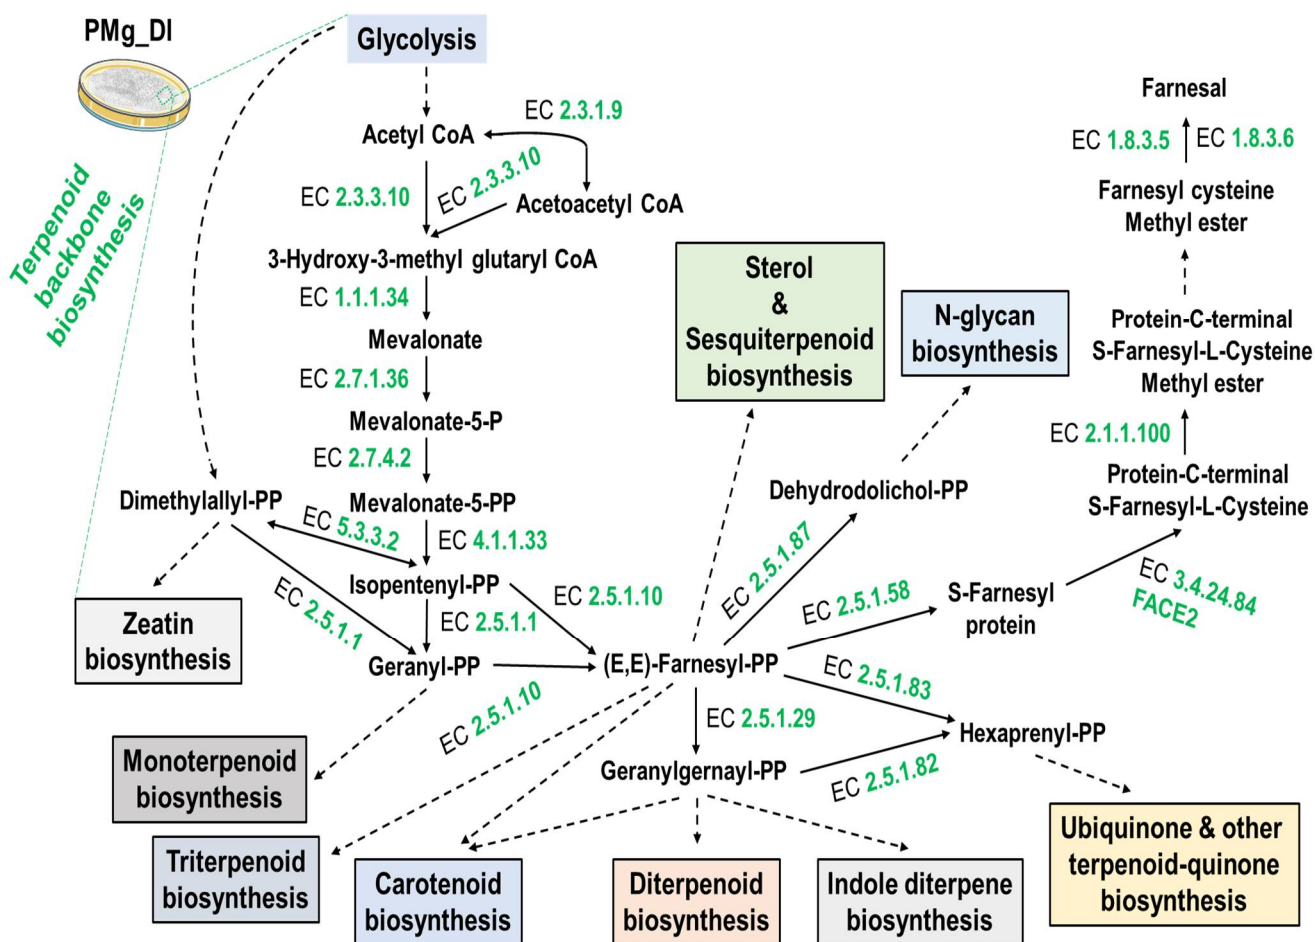 PMg_DI
Glycolysis
Terpenoid
backbone
biosynthesis
Acetyl CoA
EC 2.3.1.9
EC 2.3.3.10
EC 2.3.3.10
Acetoacetyl CoA
3-Hydroxy-3-methyl glutaryl CoA
EC 1.1.1.34
Mevalonate
EC 2.7.1.36
Mevalonate-5-P
EC 2.7.4.2
Mevalonate-5-PP
Dimethylallyl-PP
EC 5.3.3.2
EC 4.1.1.33
Isopentenyl-PP
EC 2.5.1.10
EC 2.5.1.1
EC 2.5.1.1
Zeatin
biosynthesis
Geranyl-PP
(E,E)-Farnesyl-PP
EC 2.5.1.10
Monoterpenoid
biosynthesis
Triterpenoid
biosynthesis
Carotenoid
biosynthesis
Diterpenoid
biosynthesis
Indole diterpene
biosynthesis
EC 2.5.1.29
Geranylgernayl-PP
EC 2.5.1.82
EC 2.5.1.83
Hexaprenyl-PP
Ubiquinone & other
terpenoid-quinone
biosynthesis
Sterol
&
Sesquiterpenoid
biosynthesis
N-glycan
biosynthesis
Dehydrodolichol-PP
EC 2.5.1.87
EC 2.5.1.58
S-Farnesyl
protein
EC 3.4.24.84
FACE2
Protein-C-terminal
S-Farnesyl-L-Cysteine
EC 2.1.1.100
Protein-C-terminal
S-Farnesyl-L-Cysteine
Methyl ester
Farnesyl cysteine
Methyl ester
EC 1.8.3.5
EC 1.8.3.6
Farnesal